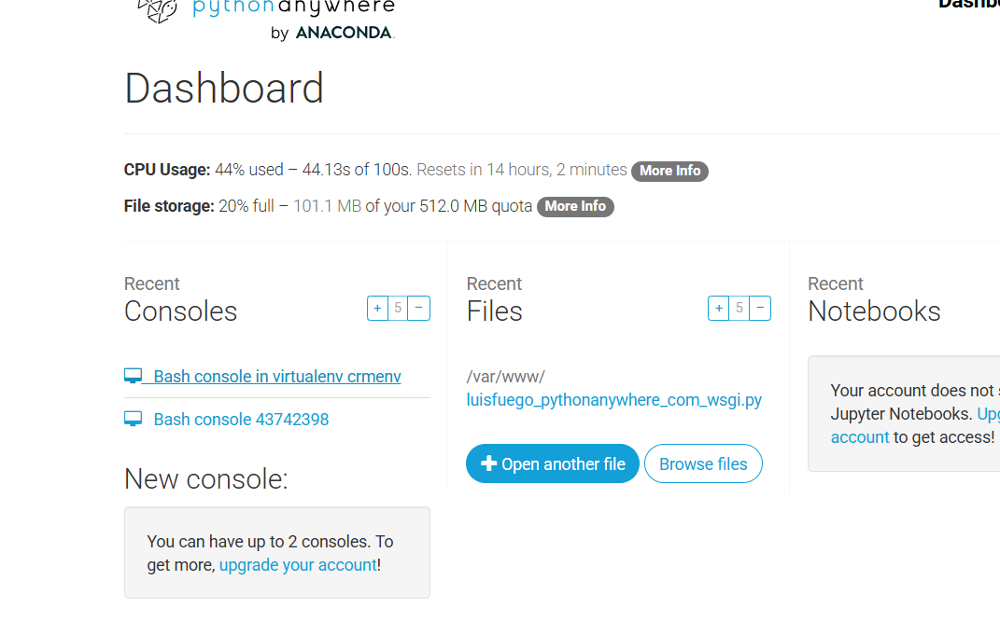 pythonanywhere
by ANACONDA.
Dashboard
CPU Usage: 44% used – 44.13s of 100s. Resets in 14 hours, 2 minutes More Info
File storage: 20% full – 101.1 MB of your 512.0 MB quota More Info
Recent
Consoles
+ 5 −
Bash console in virtualenv crmenv
Bash console 43742398
New console:
You can have up to 2 consoles. To
get more, upgrade your account!
Recent
Files
+ 5 −
/var/www/
luisfuego_pythonanywhere_com_wsgi.py
Open another file
Browse files
Recent
Notebooks
Your account does not
Jupyter Notebooks.
account to get access!